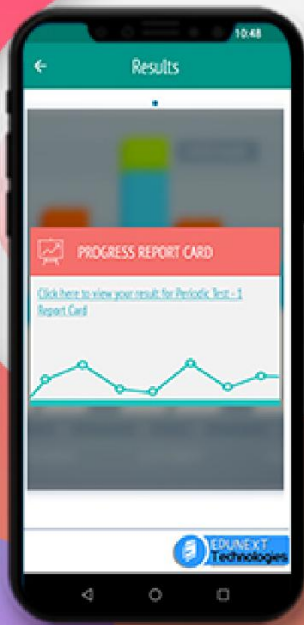 10:48
Results
PROGRESS REPORT CARD
Click here to view your result for Periodic Test - 1
Report Card
EDUNEXT
Technologies